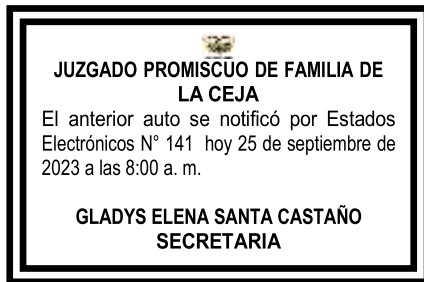 JUZGADO PROMISCUO DE FAMILIA DE
LA CEJA
El anterior auto se notificó por Estados
Electrónicos N° 141 hoy 25 de septiembre de
2023 a las 8:00 a. m.
GLADYS ELENA SANTA CASTAÑO
SECRETARIA